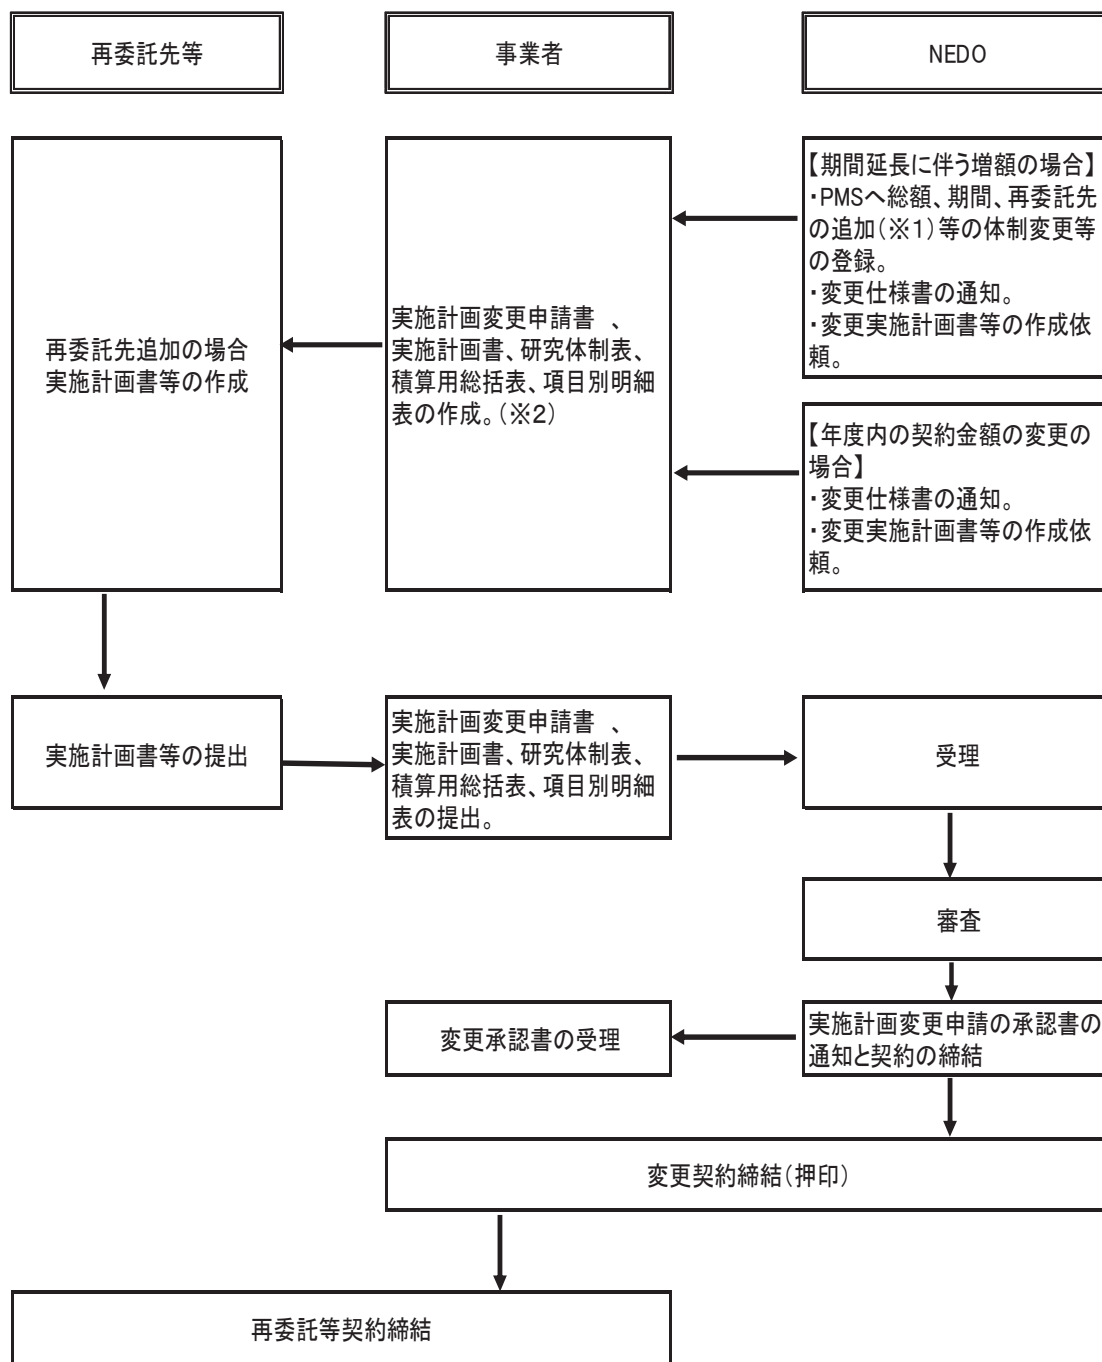 再委託先等
事業者
NEDO
再委託先追加の場合
実施計画書等の作成
実施計画変更申請書　、
実施計画書、研究体制表、
積算用総括表、項目別明細
表の作成。(※2)
【期間延長に伴う増額の場合】
・PMSへ総額、期間、再委託先
の追加(※1)等の体制変更等
の登録。
・変更仕様書の通知。
・変更実施計画書等の作成依
頼。
【年度内の契約金額の変更の
場合】
・変更仕様書の通知。
・変更実施計画書等の作成依
頼。
実施計画書等の提出
実施計画変更申請書　、
実施計画書、研究体制表、
積算用総括表、項目別明細
表の提出。
受理
審査
変更承認書の受理
実施計画変更申請の承認書の
通知と契約の締結
変更契約締結(押印)
再委託等契約締結